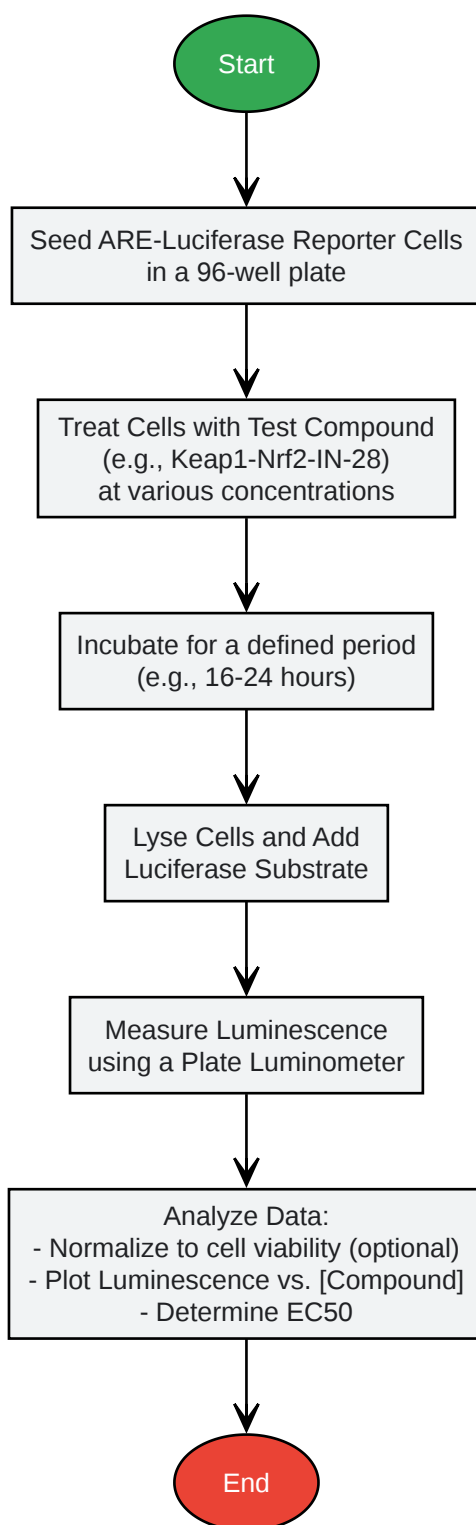 Start
Seed ARE-Luciferase Reporter Cells
in a 96-well plate
Treat Cells with Test Compound
(e.g., Keap1-Nrf2-IN-28)
at various concentrations
Incubate for a defined period
(e.g., 16-24 hours)
Lyse Cells and Add
Luciferase Substrate
Measure Luminescence
using a Plate Luminometer
Analyze Data:
- Normalize to cell viability (optional)
- Plot Luminescence vs. [Compound]
- Determine EC50
End